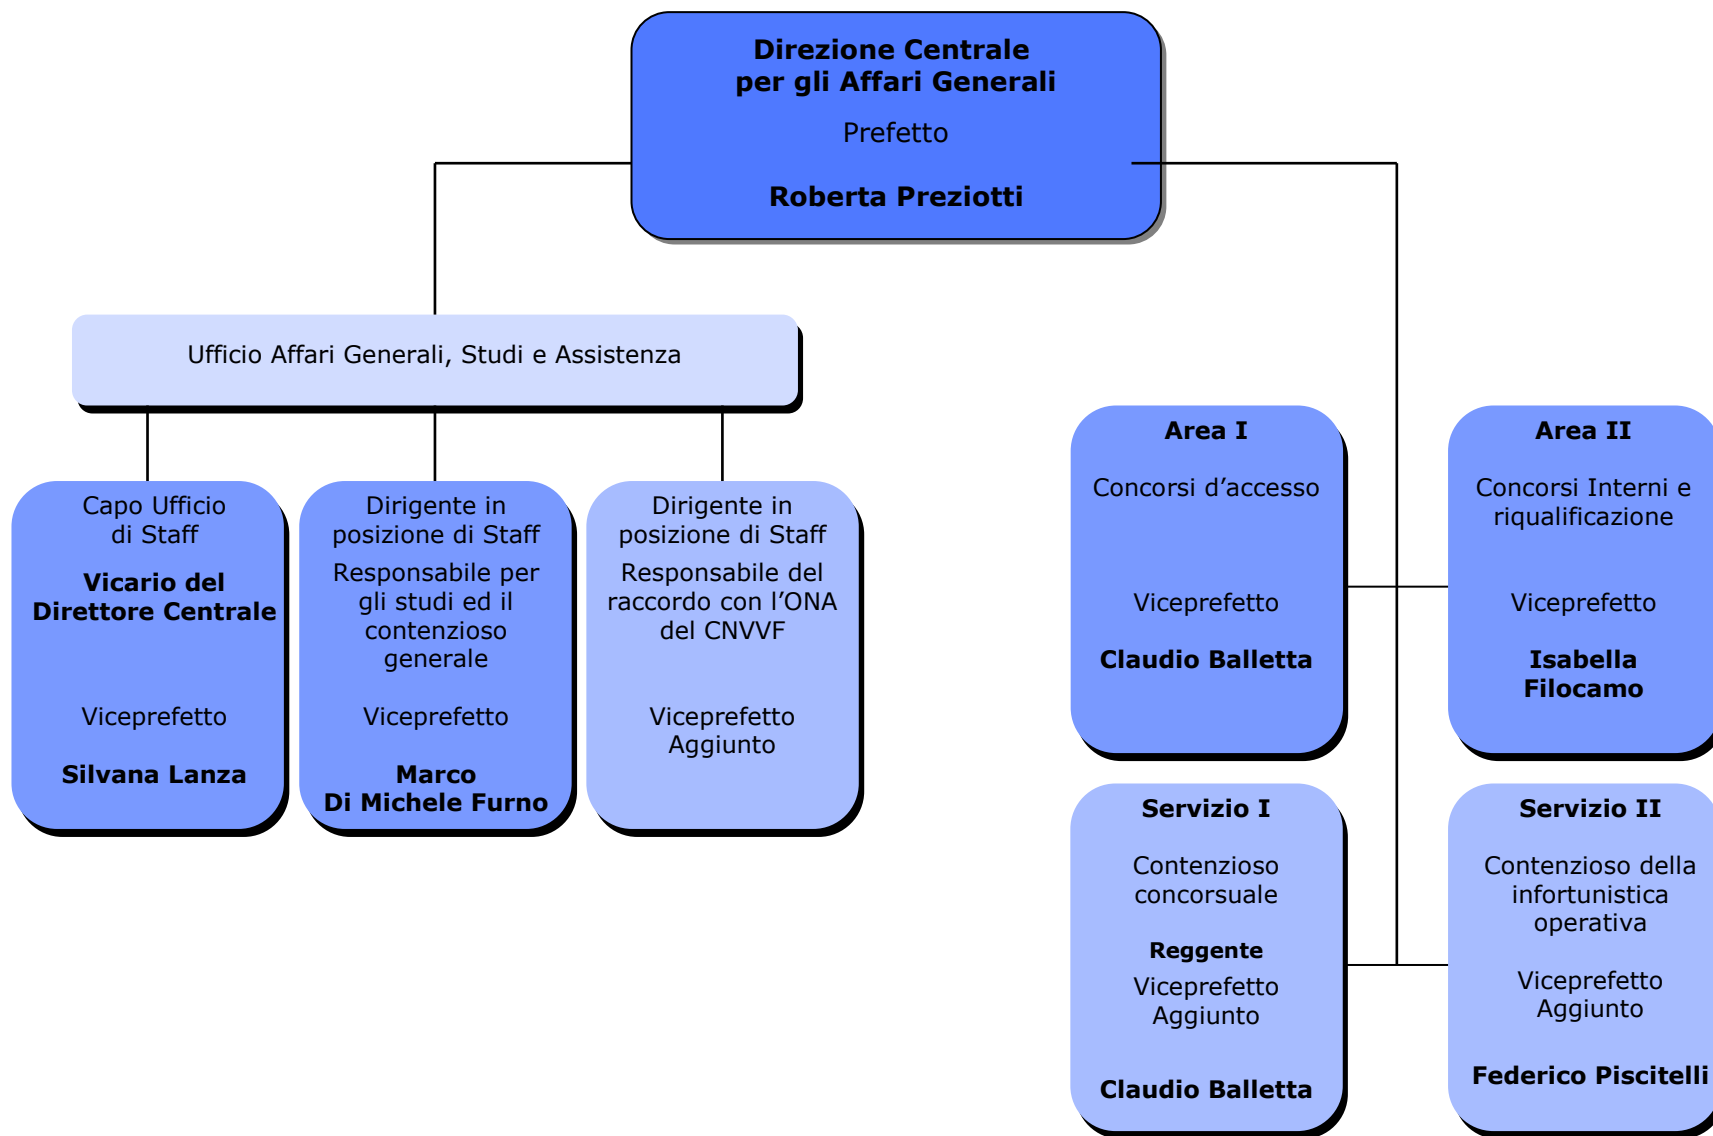 Direzione Centrale
per gli Affari Generali
Prefetto
Roberta Preziotti
Ufficio Affari Generali, Studi e Assistenza
Capo Ufficio
di Staff
Vicario del
Direttore Centrale
Viceprefetto
Silvana Lanza
Dirigente in
posizione di Staff
Responsabile per
gli studi ed il
contenzioso
generale
Viceprefetto
Marco
Di Michele Furno
Dirigente in
posizione di Staff
Responsabile del
raccordo con l’ONA
del CNVVF
Viceprefetto
Aggiunto
Area I
Concorsi d’accesso
Viceprefetto
Claudio Balletta
Area II
Concorsi Interni e
riqualificazione
Viceprefetto
Isabella
Filocamo
Servizio I
Contenzioso
concorsuale
Reggente
Viceprefetto
Aggiunto
Claudio Balletta
Servizio II
Contenzioso della
infortunistica
operativa
Viceprefetto
Aggiunto
Federico Piscitelli